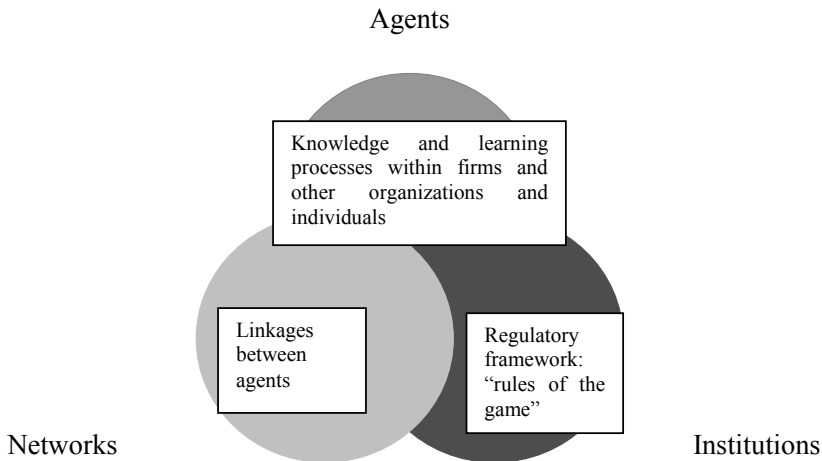 Agents
Knowledge and learning
processes within firms and
other organizations and
individuals
Linkages
between
agents
Regulatory
framework:
“rules of the
game”
Networks
Institutions